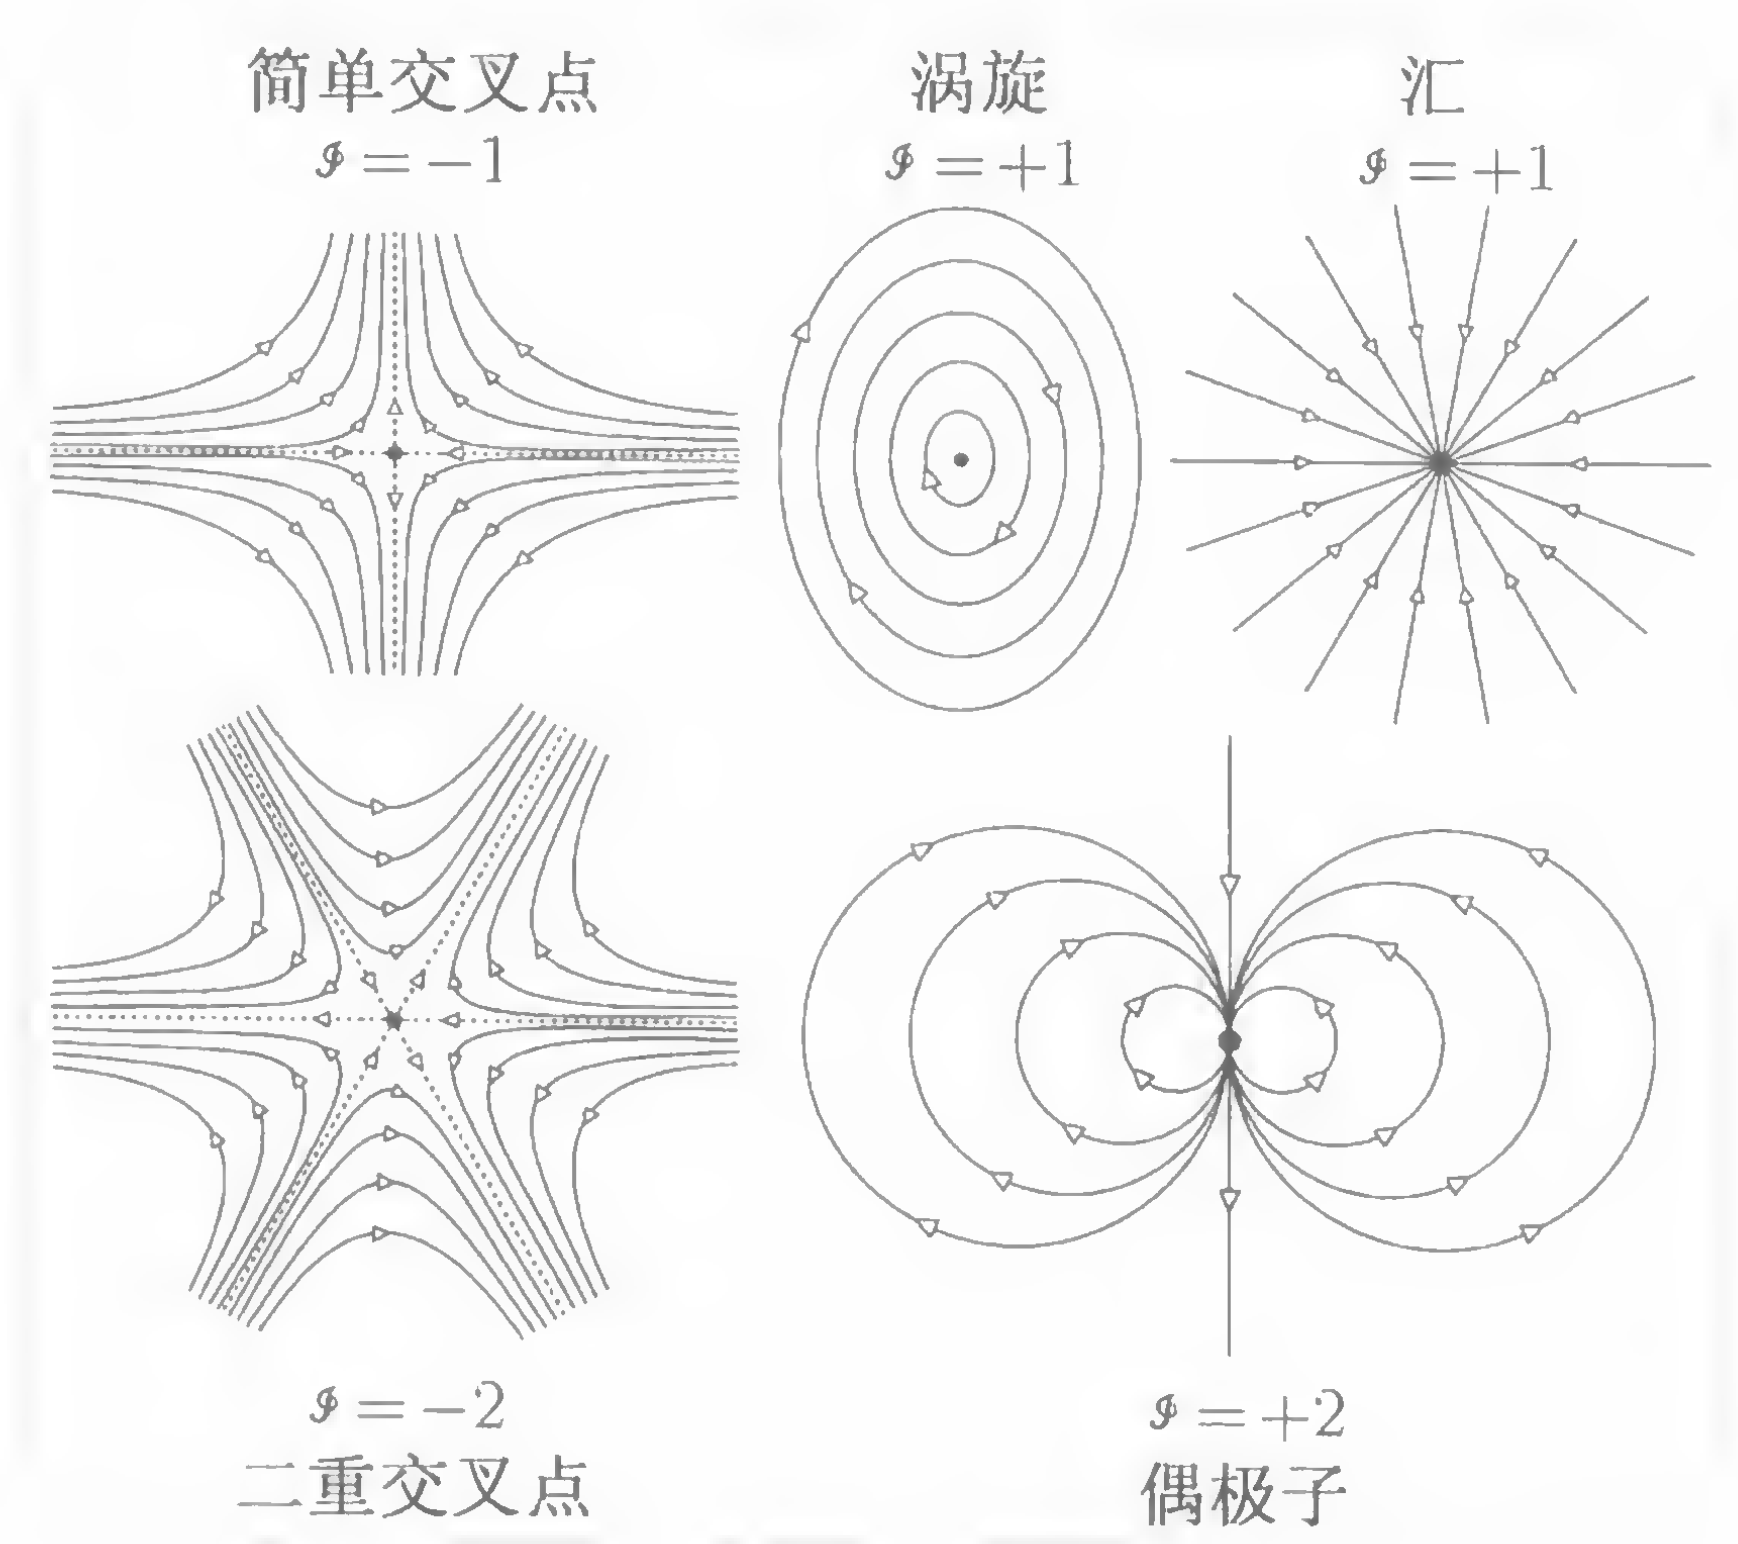 简单交叉点
𝓘 = −1
涡旋
𝓘 = +1
汇
𝓘 = +1
𝓘 = −2
二重交叉点
𝓘 = +2
偶极子